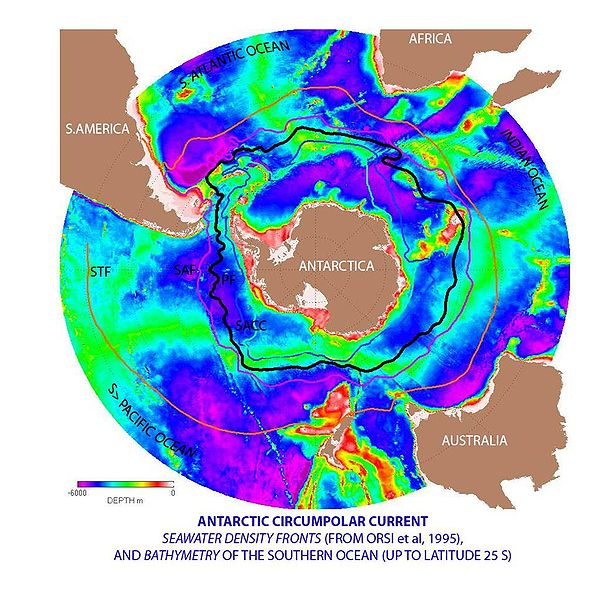 AFRICA
S. ATLANTIC OCEAN
S.AMERICA
INDIAN OCEAN
ANTARCTICA
STF
SAF
PF
SACC
S> PACIFIC OCEAN
AUSTRALIA
-6000 0
DEPTH m
ANTARCTIC CIRCUMPOLAR CURRENT
SEAWATER DENSITY FRONTS (FROM ORSI et al, 1995),
AND BATHYMETRY OF THE SOUTHERN OCEAN (UP TO LATITUDE 25 S)